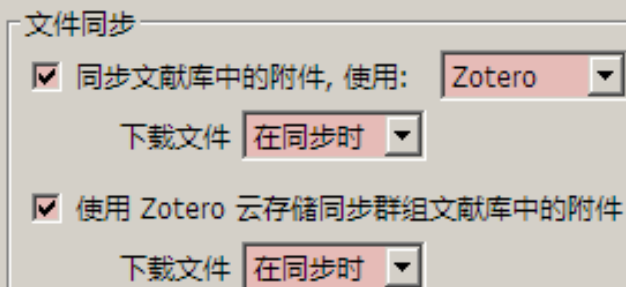 文件同步
同步文献库中的附件, 使用: Zotero
下载文件 在同步时
使用 Zotero 云存储同步群组文献库中的附件
下载文件 在同步时